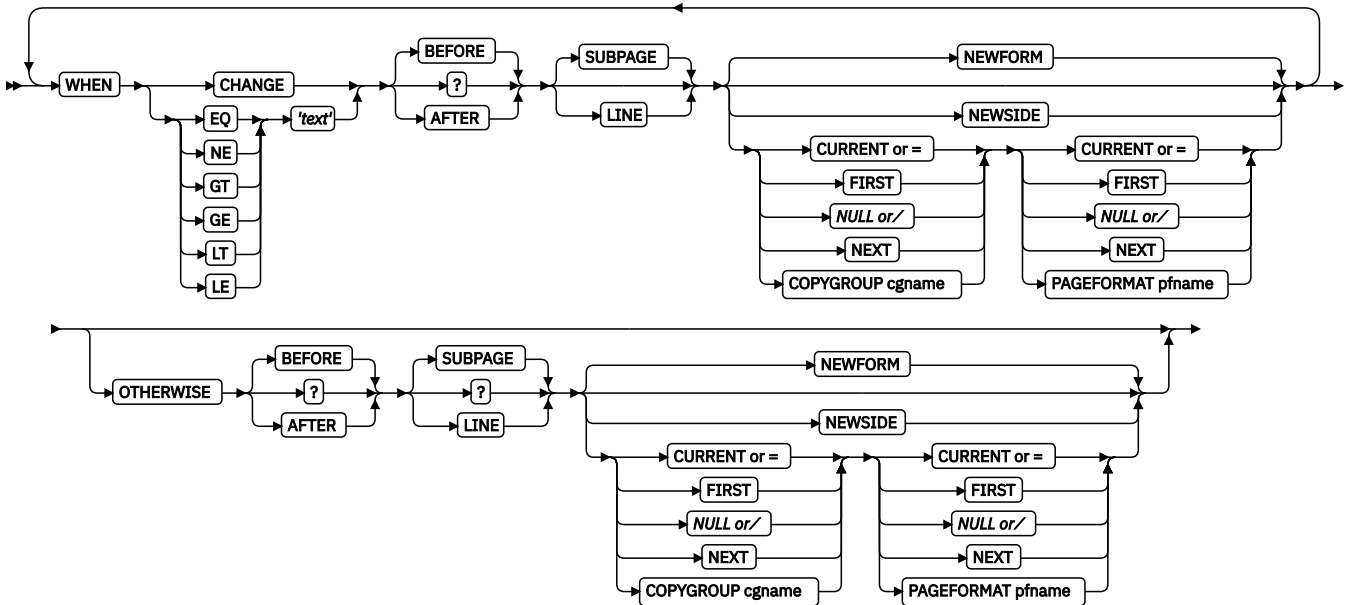 BEFORE SUBPAGE NEWFORM
WHEN CHANGE ?
EQ 'text' AFTER LINE NEWSIDE
NE CURRENT or = CURRENT or =
GT FIRST FIRST
GE NULL or/ NULL or/
LT NEXT NEXT
LE COPYGROUP cgname PAGEFORMAT pfname
BEFORE SUBPAGE NEWFORM
OTHERWISE ? ?
AFTER LINE NEWSIDE
CURRENT or = CURRENT or =
FIRST FIRST
NULL or/ NULL or/
NEXT NEXT
COPYGROUP cgname PAGEFORMAT pfname